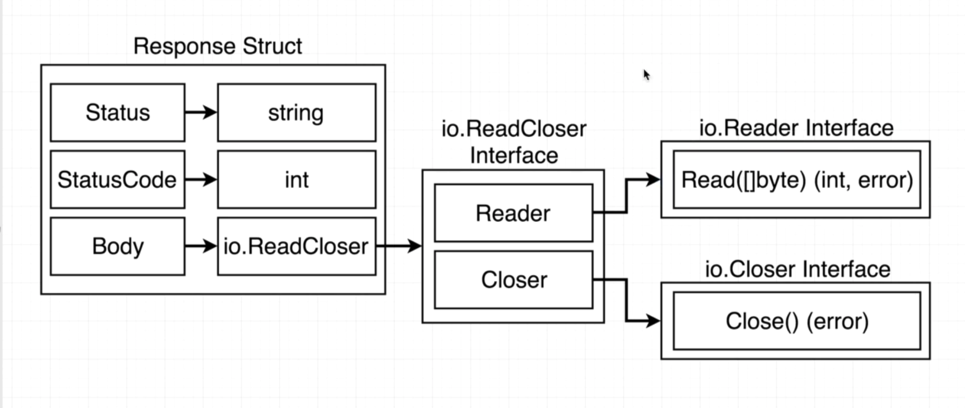 Response Struct
Status
string
StatusCode
int
Body
io.ReadCloser
io.ReadCloser
Interface
Reader
Closer
io.Reader Interface
Read([]byte) (int, error)
io.Closer Interface
Close() (error)